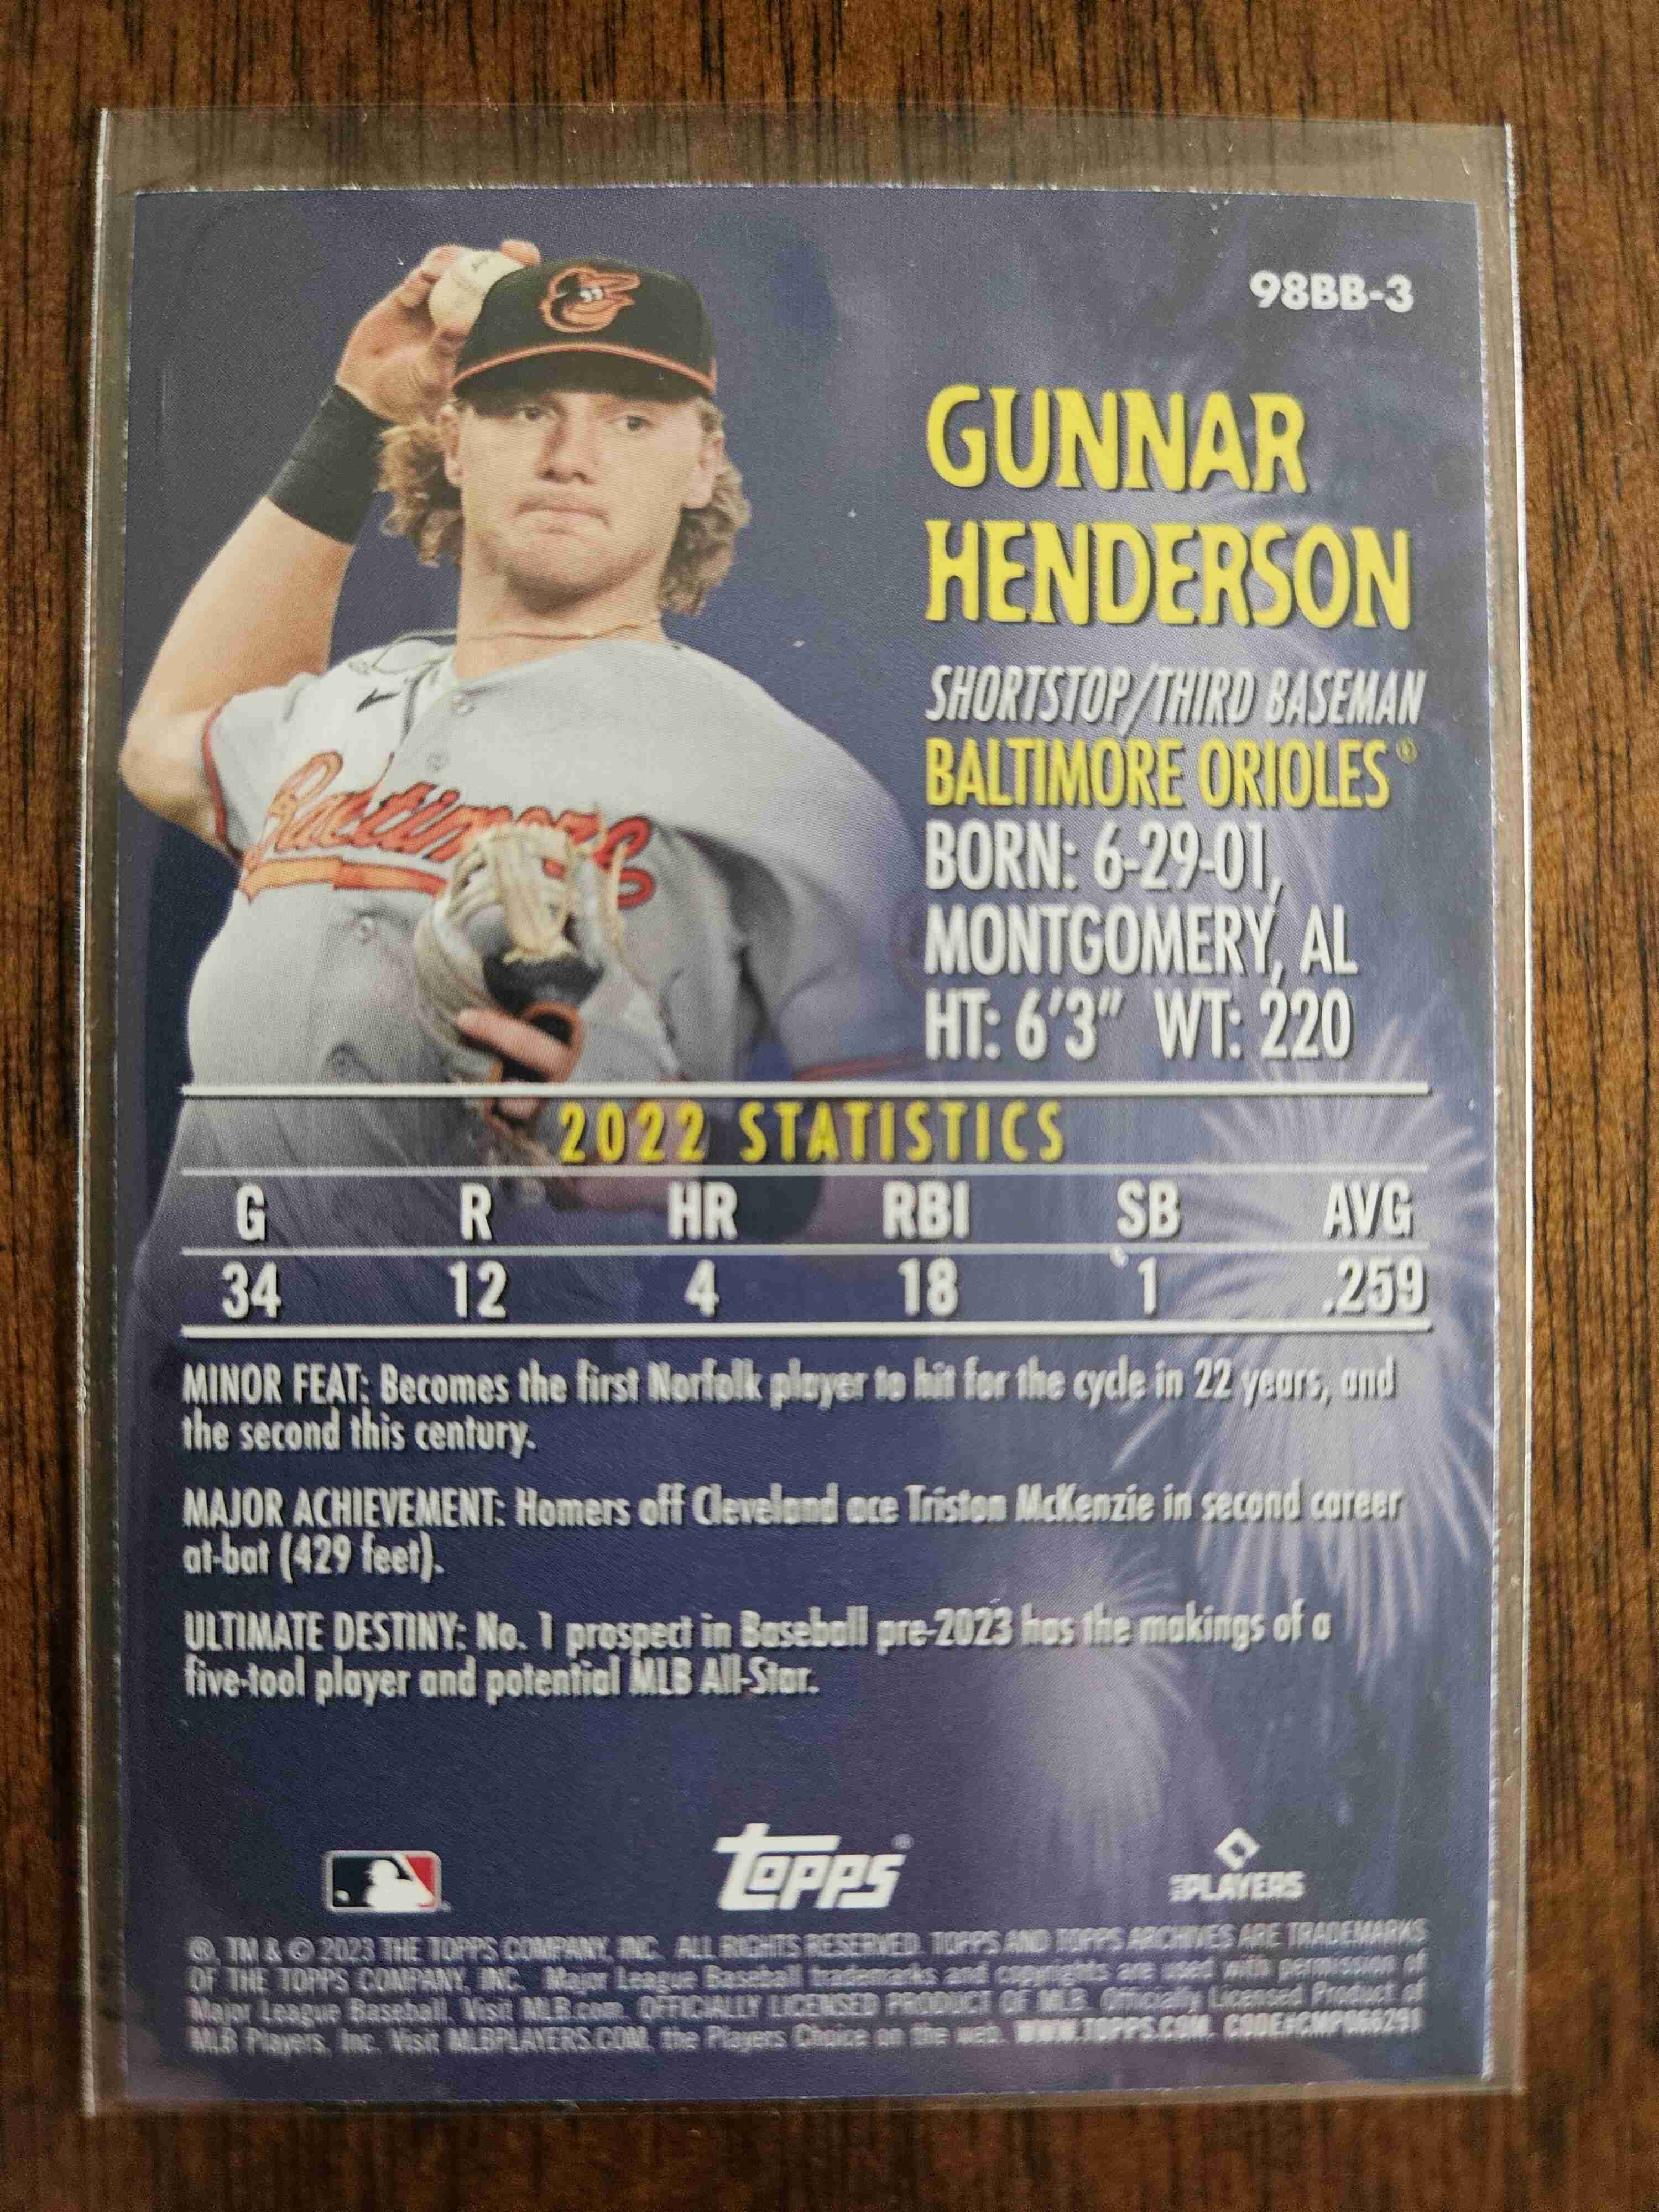 98BB-3
GUNNAR
HENDERSON
SHORTSTOP/THIRD BASEMAN
BALTIMORE ORIOLES®
BORN: 6-29-01,
MONTGOMERY, AL
HT: 6'3" WT: 220
Baltimore
2022 STATISTICS
G R HR RBI SB AVG
34 12 4 18 1 .259
MINOR FEAT: Becomes the first Norfolk player to hit for the cycle in 22 years, and
the second this century.
MAJOR ACHIEVEMENT: Homers off Cleveland ace Triston McKenzie in second career
at-bat (429 feet).
ULTIMATE DESTINY: No. 1 prospect in Baseball pre-2023 has the makings of a
five-tool player and potential MLB All-Star.
Topps®
PLAYERS
®, TM & © 2023 THE TOPPS COMPANY, INC. ALL RIGHTS RESERVED. TOPPS AND TOPPS ARCHIVES ARE TRADEMARKS
OF THE TOPPS COMPANY, INC. Major League Baseball trademarks and copyrights are used with permission of
Major League Baseball. Visit MLB.com. OFFICIALLY LICENSED PRODUCT OF MLB. Officially Licensed Product of
MLB Players, Inc. Visit MLBPLAYERS.COM, the Players Choice on the web. WWW.TOPPS.COM. CODE#CMP066291